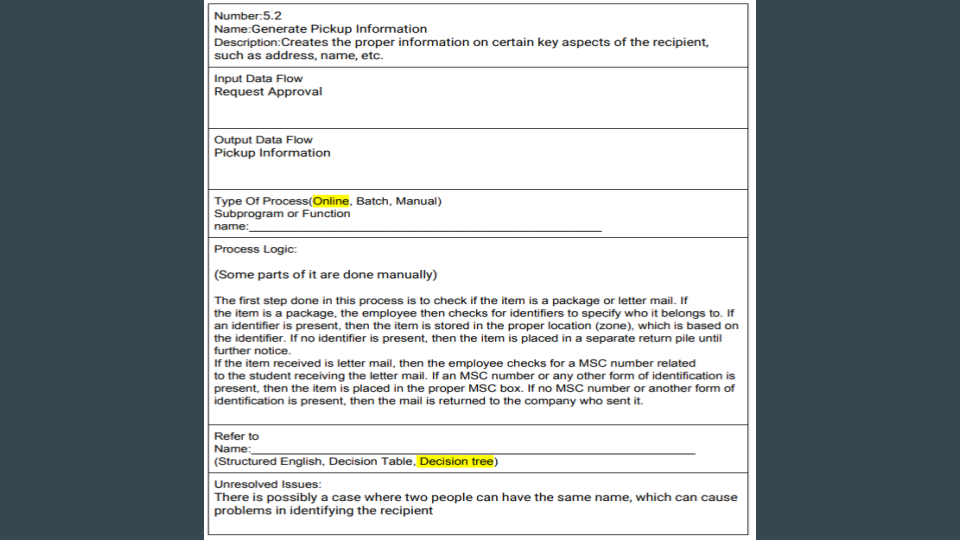 Number:5.2
Name:Generate Pickup Information
Description:Creates the proper information on certain key aspects of the recipient,
such as address, name, etc.
Input Data Flow
Request Approval
Output Data Flow
Pickup Information
Type Of Process(Online, Batch, Manual)
Subprogram or Function
name:
Process Logic:
(Some parts of it are done manually)
The first step done in this process is to check if the item is a package or letter mail. If
the item is a package, the employee then checks for identifiers to specify who it belongs to. If
an identifier is present, then the item is stored in the proper location (zone), which is based on
the identifier. If no identifier is present, then the item is placed in a separate return pile until
further notice.
If the item received is letter mail, then the employee checks for a MSC number related
to the student receiving the letter mail. If an MSC number or any other form of identification is
present, then the item is placed in the proper MSC box. If no MSC number or another form of
identification is present, then the mail is returned to the company who sent it.
Refer to
Name:
(Structured English, Decision Table, Decision tree)
Unresolved Issues:
There is possibly a case where two people can have the same name, which can cause
problems in identifying the recipient